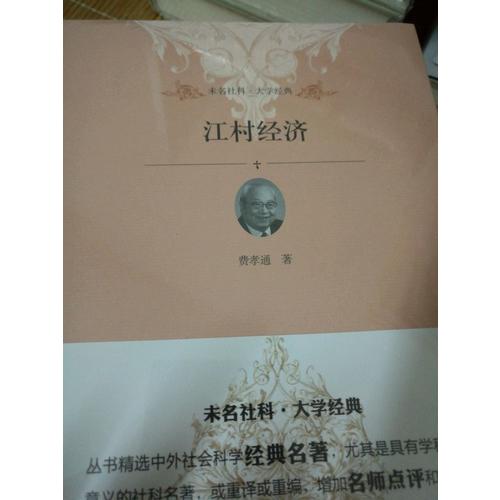 未名社科·大学经典
江村经济
费孝通 著
未名社科·大学经典
丛书精选中外社会科学经典名著，尤其是具有学科
意义的社科名著，或重译或重编，增加名师点评和